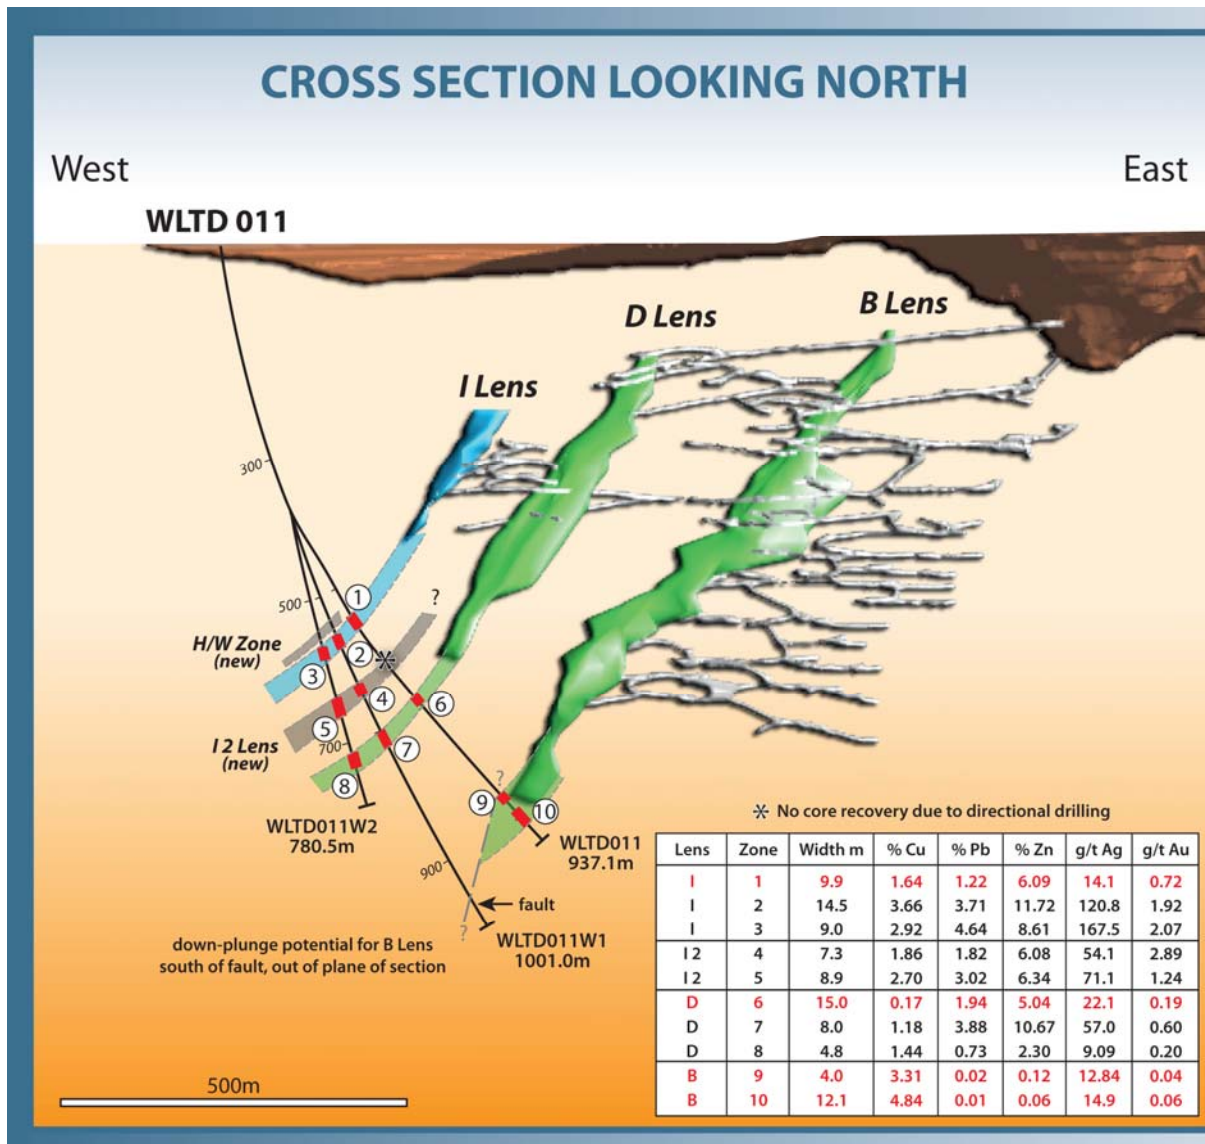 CROSS SECTION LOOKING NORTH
West
East
WLTD 011
B Lens
D Lens
I Lens
300
500
1
?
H/W Zone
(new)
2
3
4
5
6
I 2 Lens
(new)
700
7
8
?
9
10
WLTD011W2
780.5m
WLTD011
937.1m
900
fault
?
WLTD011W1
1001.0m
down-plunge potential for B Lens
south of fault, out of plane of section
500m
* No core recovery due to directional drilling
Lens Zone Width m % Cu % Pb % Zn g/t Ag g/t Au
I 1 9.9 1.64 1.22 6.09 14.1 0.72
I 2 14.5 3.66 3.71 11.72 120.8 1.92
I 3 9.0 2.92 4.64 8.61 167.5 2.07
I 2 4 7.3 1.86 1.82 6.08 54.1 2.89
I 2 5 8.9 2.70 3.02 6.34 71.1 1.24
D 6 15.0 0.17 1.94 5.04 22.1 0.19
D 7 8.0 1.18 3.88 10.67 57.0 0.60
D 8 4.8 1.44 0.73 2.30 9.09 0.20
B 9 4.0 3.31 0.02 0.12 12.84 0.04
B 10 12.1 4.84 0.01 0.06 14.9 0.06